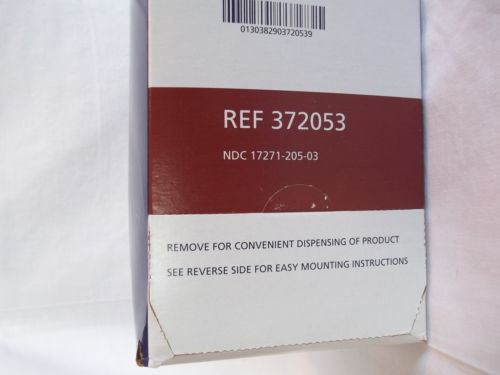 0130382903720539
REF 372053
NDC 17271-205-03
REMOVE FOR CONVENIENT DISPENSING OF PRODUCT
SEE REVERSE SIDE FOR EASY MOUNTING INSTRUCTIONS